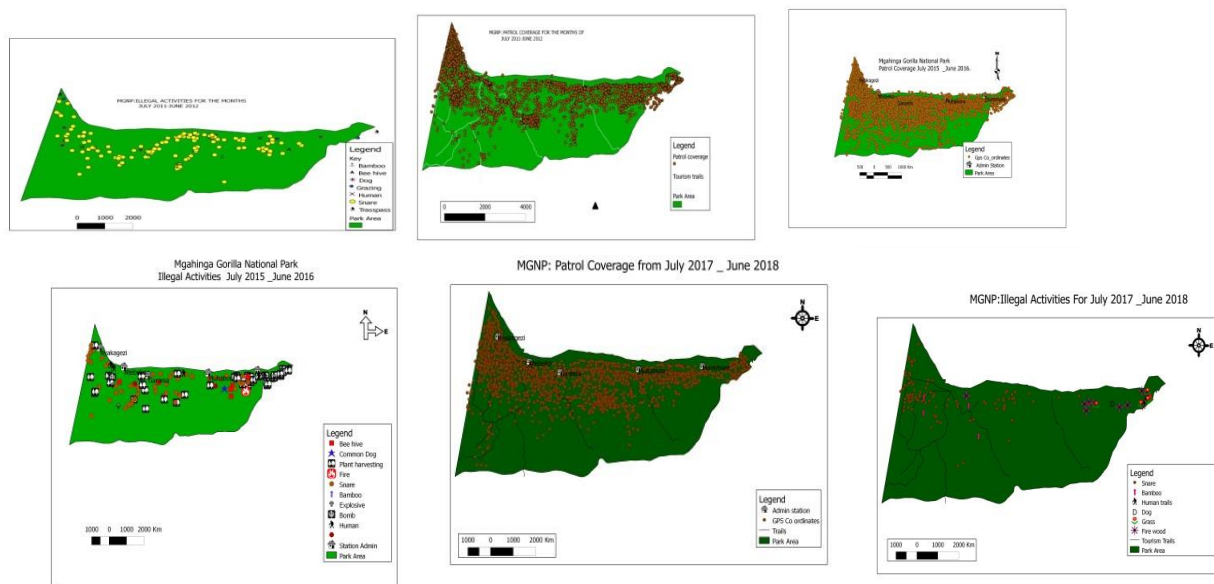 MGNP:ILLEGAL ACTIVITIES FOR THE MONTHS
JULY 2011-JUNE 2012
Legend
Key
Bamboo
Bee hive
Dog
Grazing
Human
Snare
Trasspass
Park Area
0 1000 2000
MGNP: PATROL COVERAGE FOR THE MONTHS OF
JULY 2011-JUNE 2012
Legend
Patrol coverage
Tourism trails
Park Area
0 2000 4000
Mgahinga Gorilla National Park
Patrol Coverage July 2015 _June 2016.
Legend
Gps Co_ordinates
Admin Station
Park Area
500 0 500 1000 Km
Mgahinga Gorilla National Park
Illegal Activities July 2015 _June 2016
N
E
Legend
Bee hive
Common Dog
Plant harvesting
Fire
Snare
Bamboo
Explosive
Bomb
Human
Station Admin
Park Area
1000 0 1000 2000 Km
MGNP: Patrol Coverage from July 2017 _ June 2018
N
E
Legend
Admin station
GPS Co ordinates
Trails
Park Area
1000 0 1000 2000 Km
MGNP:Illegal Activities For July 2017 _June 2018
N
E
Legend
Snare
Bamboo
Human trails
D Dog
Grass
Fire wood
Tourism Trails
Park Area
1000 0 1000 2000 Km